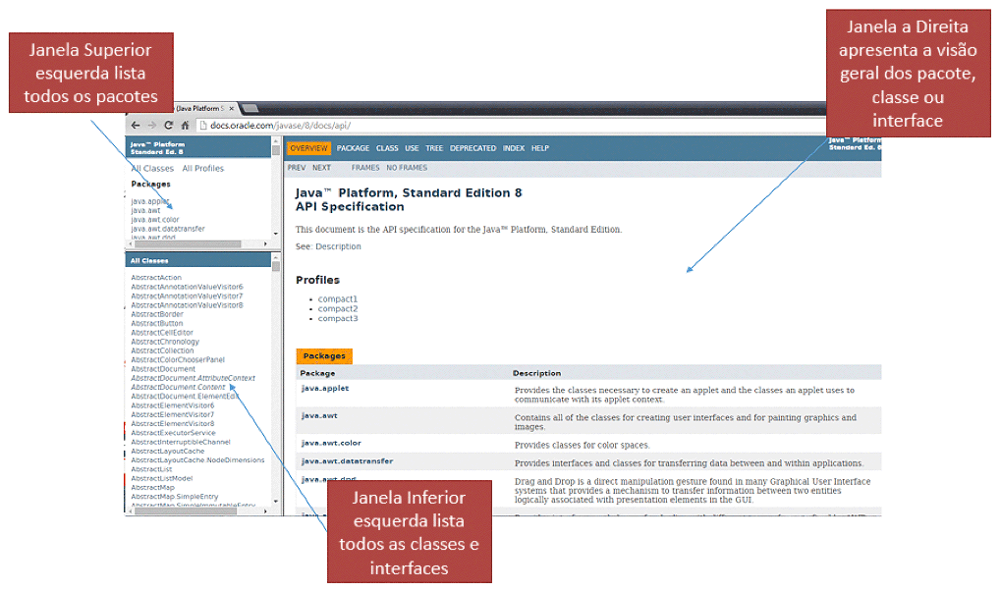 Janela Superior
esquerda lista
todos os pacotes
Janela a Direita
apresenta a visão
geral dos pacote,
classe ou
interface
(Java Platform S
docs.oracle.com/javase/8/docs/api/
Java™ Platform
Standard Ed. 8
All Classes All Profiles
Packages
java.applet
java.awt
java.awt.color
java.awt.datatransfer
java.awt.dnd
All Classes
AbstractAction
AbstractAnnotationValueVisitor6
AbstractAnnotationValueVisitor7
AbstractAnnotationValueVisitor8
AbstractBorder
AbstractButton
AbstractCellEditor
AbstractChronology
AbstractCollection
AbstractColorChooserPanel
AbstractDocument
AbstractDocument.AttributeContext
AbstractDocument.Content
AbstractDocument.ElementEdit
AbstractElementVisitor6
AbstractElementVisitor7
AbstractElementVisitor8
AbstractExecutorService
AbstractInterruptibleChannel
AbstractLayoutCache
AbstractLayoutCache.NodeDimensions
AbstractList
AbstractListModel
AbstractMap
AbstractMap.SimpleEntry
AbstractMap.SimpleImmutableEntry
OVERVIEW PACKAGE CLASS USE TREE DEPRECATED INDEX HELP
Java™ Platform
Standard Ed. 8
PREV NEXT FRAMES NO FRAMES
Java™ Platform, Standard Edition 8
API Specification
This document is the API specification for the Java™ Platform, Standard Edition.
See: Description
Profiles
• compact1
• compact2
• compact3
Packages
Package Description
java.applet Provides the classes necessary to create an applet and the classes an applet uses to
communicate with its applet context.
java.awt Contains all of the classes for creating user interfaces and for painting graphics and
images.
java.awt.color Provides classes for color spaces.
java.awt.datatransfer Provides interfaces and classes for transferring data between and within applications.
java.awt.dnd Drag and Drop is a direct manipulation gesture found in many Graphical User Interface
systems that provides a mechanism to transfer information between two entities
logically associated with presentation elements in the GUI.
Janela Inferior
esquerda lista
todos as classes e
interfaces